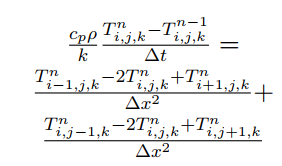 \frac{c_p \rho}{k} \frac{T^n_{i,j,k} - T^{n-1}_{i,j,k}}{\Delta t} =
\frac{T^n_{i-1,j,k} - 2T^n_{i,j,k} + T^n_{i+1,j,k}}{\Delta x^2} +
\frac{T^n_{i,j-1,k} - 2T^n_{i,j,k} + T^n_{i,j+1,k}}{\Delta x^2}